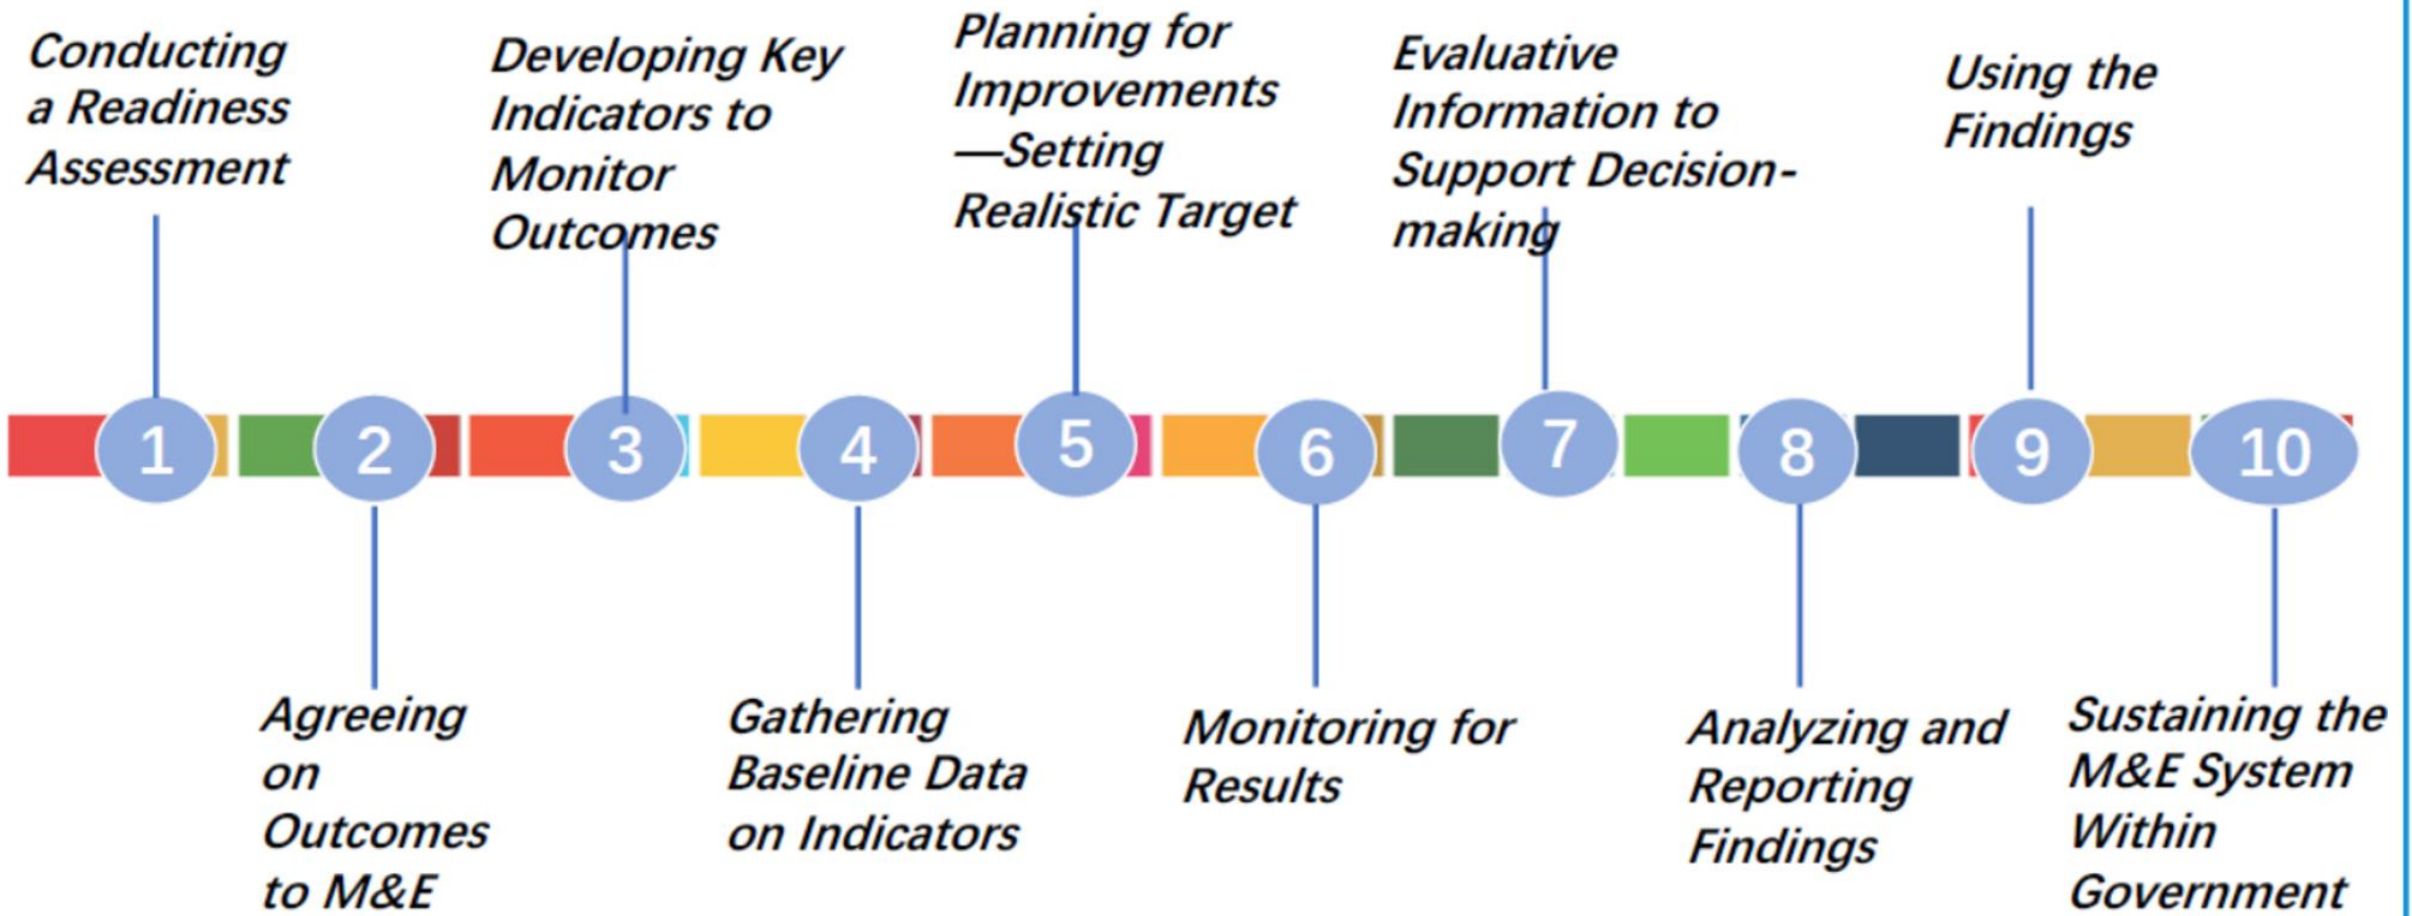 Conducting
a Readiness
Assessment
Developing Key
Indicators to
Monitor
Outcomes
Planning for
Improvements
—Setting
Realistic Target
Evaluative
Information to
Support Decision-
making
Using the
Findings
1
2
3
4
5
6
7
8
9
10
Agreeing
on
Outcomes
to M&E
Gathering
Baseline Data
on Indicators
Monitoring for
Results
Analyzing and
Reporting
Findings
Sustaining the
M&E System
Within
Government